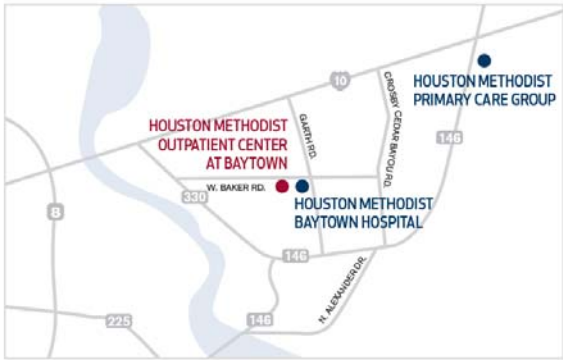 HOUSTON METHODIST
PRIMARY CARE GROUP
10
CROSBY CEDAR BAYOU RD.
GARTH RD.
HOUSTON METHODIST
OUTPATIENT CENTER
AT BAYTOWN
146
W. BAKER RD.
330
HOUSTON METHODIST
BAYTOWN HOSPITAL
8
146
N. ALEXANDER DR.
225
146